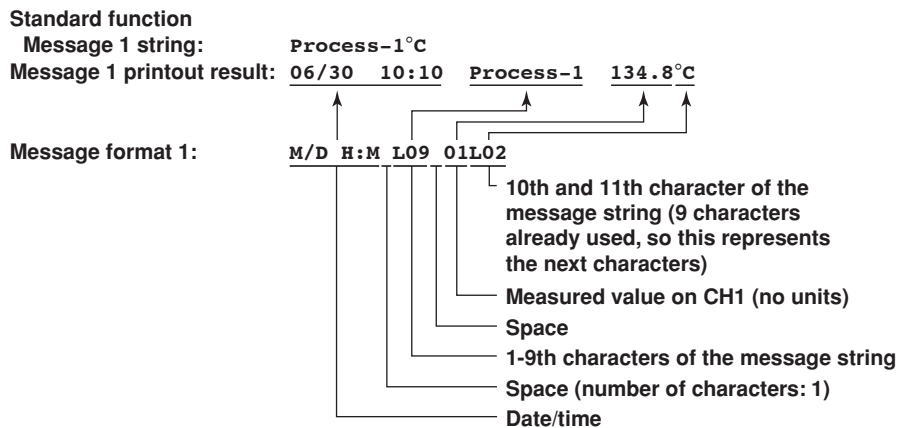 Standard function
Message 1 string: Process-1°C
Message 1 printout result: 06/30 10:10 Process-1 134.8°C
Message format 1: M/D H:M L09 01L02
10th and 11th character of the
message string (9 characters
already used, so this represents
the next characters)
Measured value on CH1 (no units)
Space
1-9th characters of the message string
Space (number of characters: 1)
Date/time